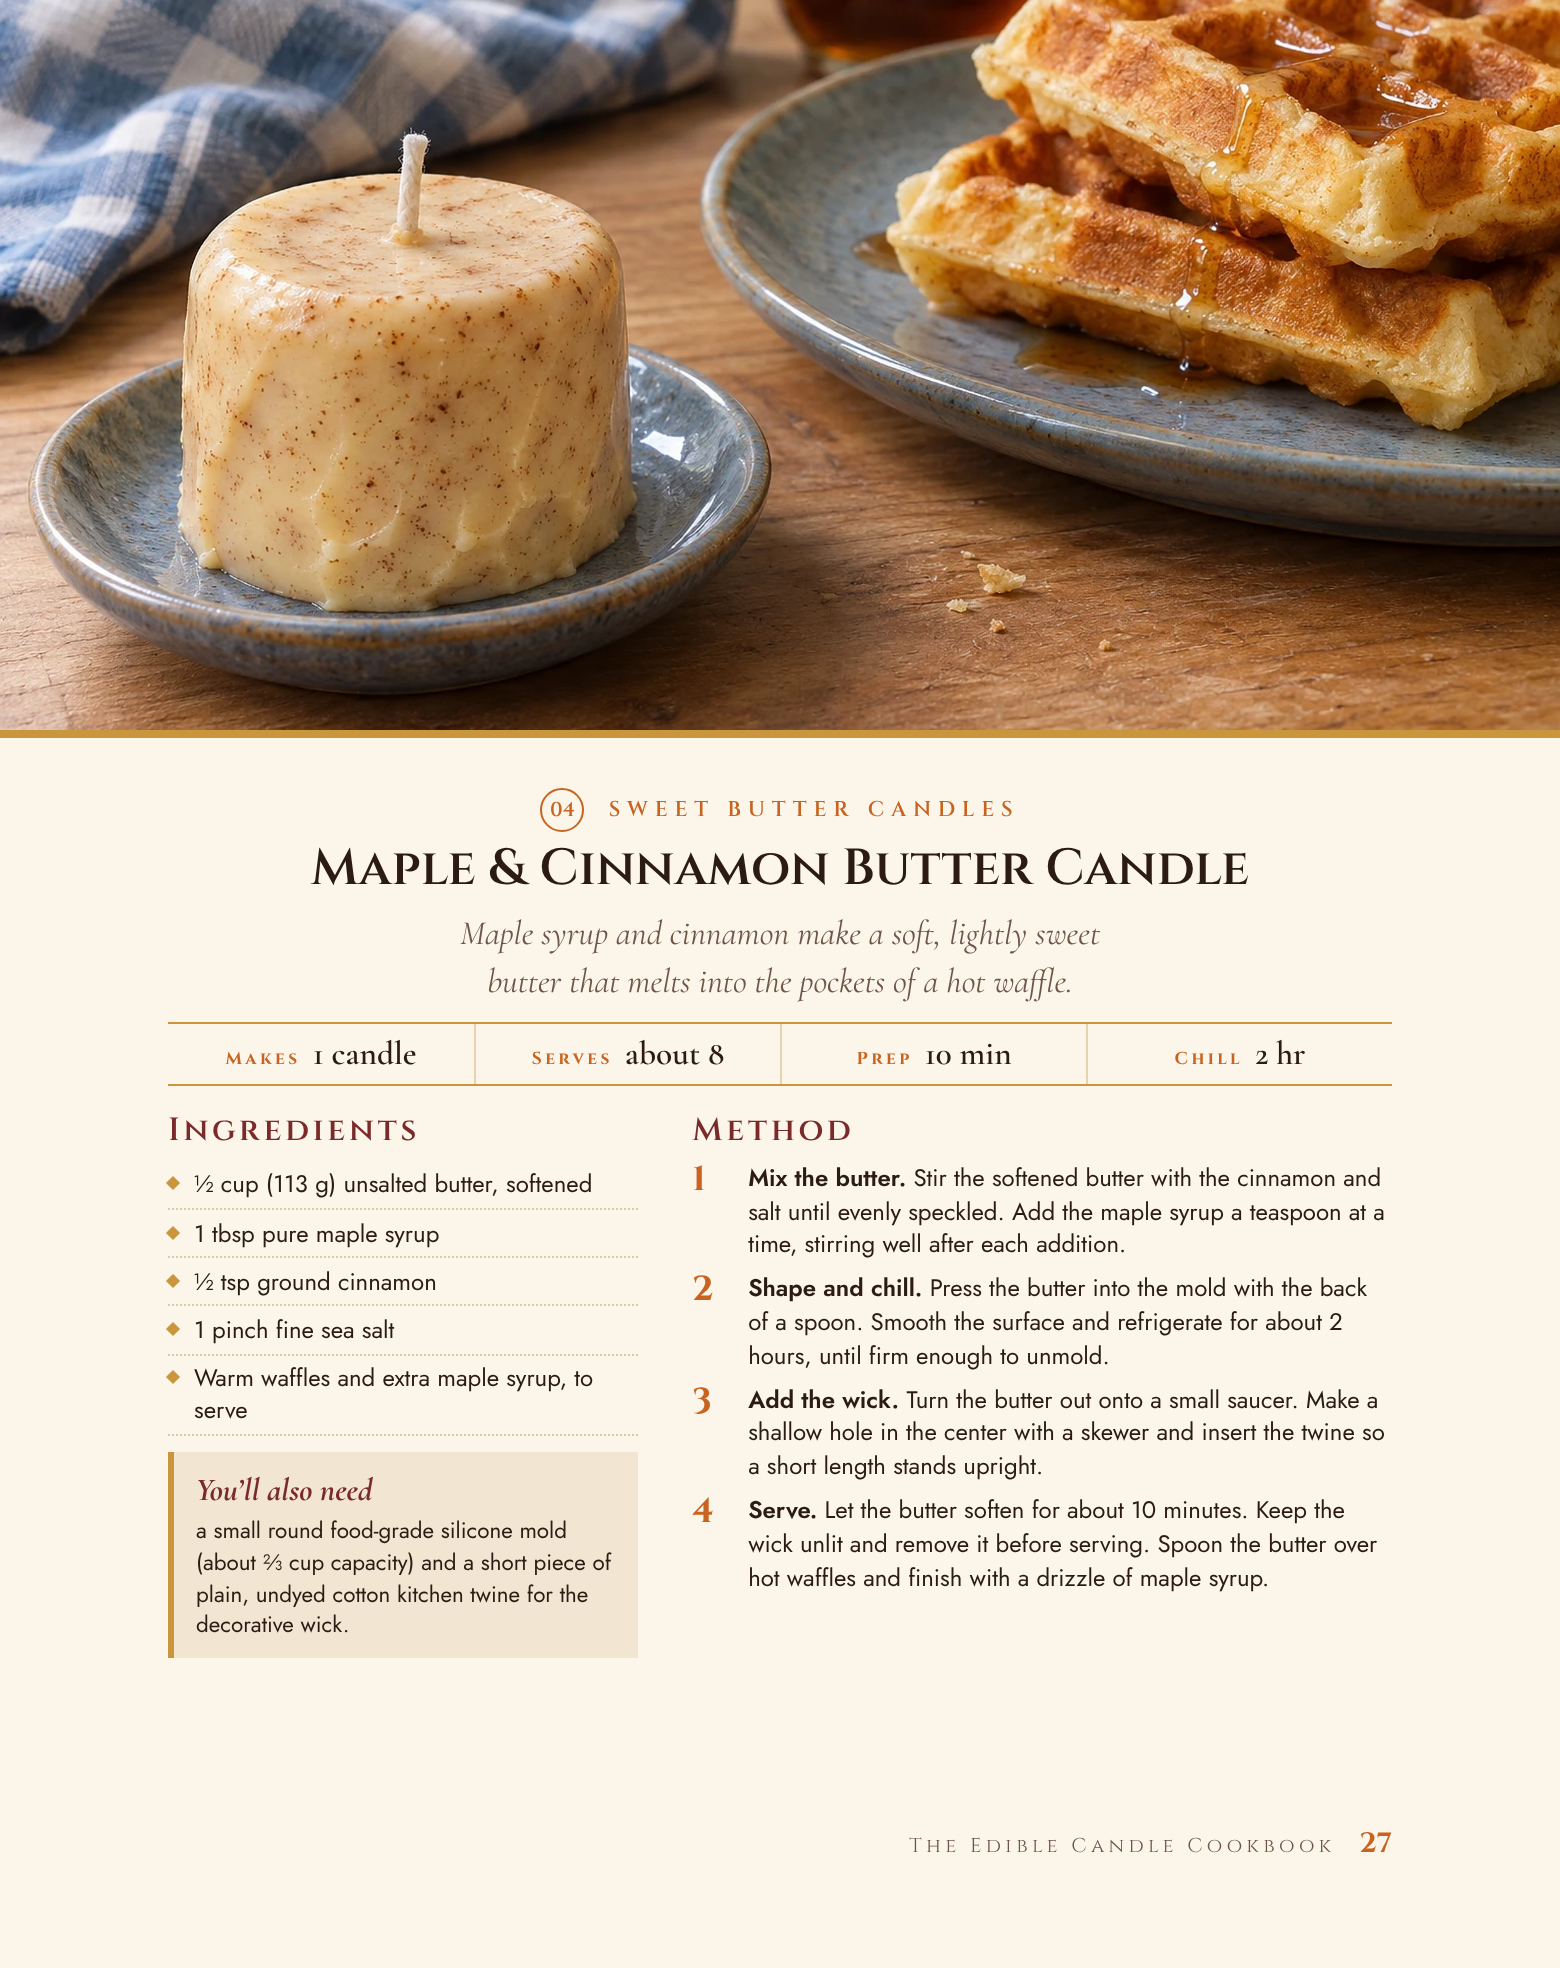 04 SWEET BUTTER CANDLES
Maple & Cinnamon Butter Candle
Maple syrup and cinnamon make a soft, lightly sweet
butter that melts into the pockets of a hot waffle.
Makes 1 candle
Serves about 8
Prep 10 min
Chill 2 hr
Ingredients
½ cup (113 g) unsalted butter, softened
1 tbsp pure maple syrup
½ tsp ground cinnamon
1 pinch fine sea salt
Warm waffles and extra maple syrup, to
serve
You’ll also need
a small round food-grade silicone mold
(about ⅔ cup capacity) and a short piece of
plain, undyed cotton kitchen twine for the
decorative wick.
Method
1 Mix the butter. Stir the softened butter with the cinnamon and
salt until evenly speckled. Add the maple syrup a teaspoon at a
time, stirring well after each addition.
2 Shape and chill. Press the butter into the mold with the back
of a spoon. Smooth the surface and refrigerate for about 2
hours, until firm enough to unmold.
3 Add the wick. Turn the butter out onto a small saucer. Make a
shallow hole in the center with a skewer and insert the twine so
a short length stands upright.
4 Serve. Let the butter soften for about 10 minutes. Keep the
wick unlit and remove it before serving. Spoon the butter over
hot waffles and finish with a drizzle of maple syrup.
The Edible Candle Cookbook 27